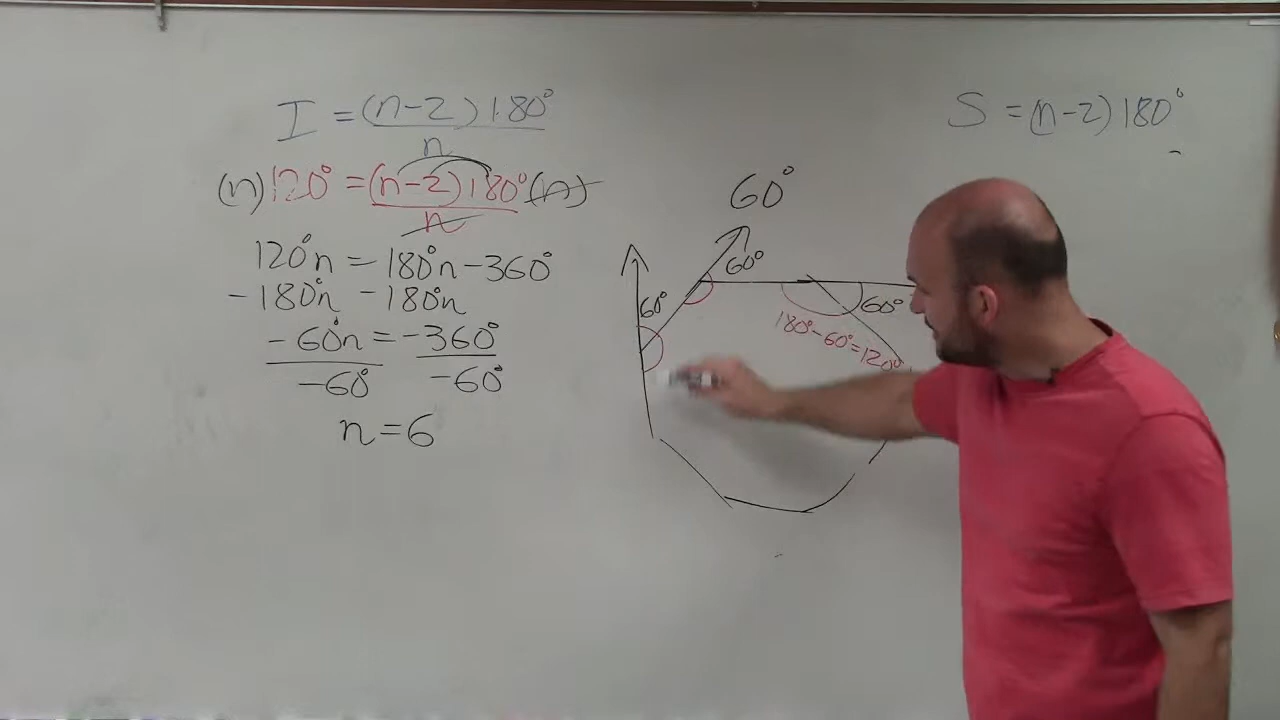 I = (n-2)180°
n
(n)120° = (n-2)180°(n)
n
120°n = 180°n-360°
-180°n -180°n
-60°n = -360°
-60° -60°
n=6
S = (n-2)180°
60°
60°
60°
60°
180°-60°=120°